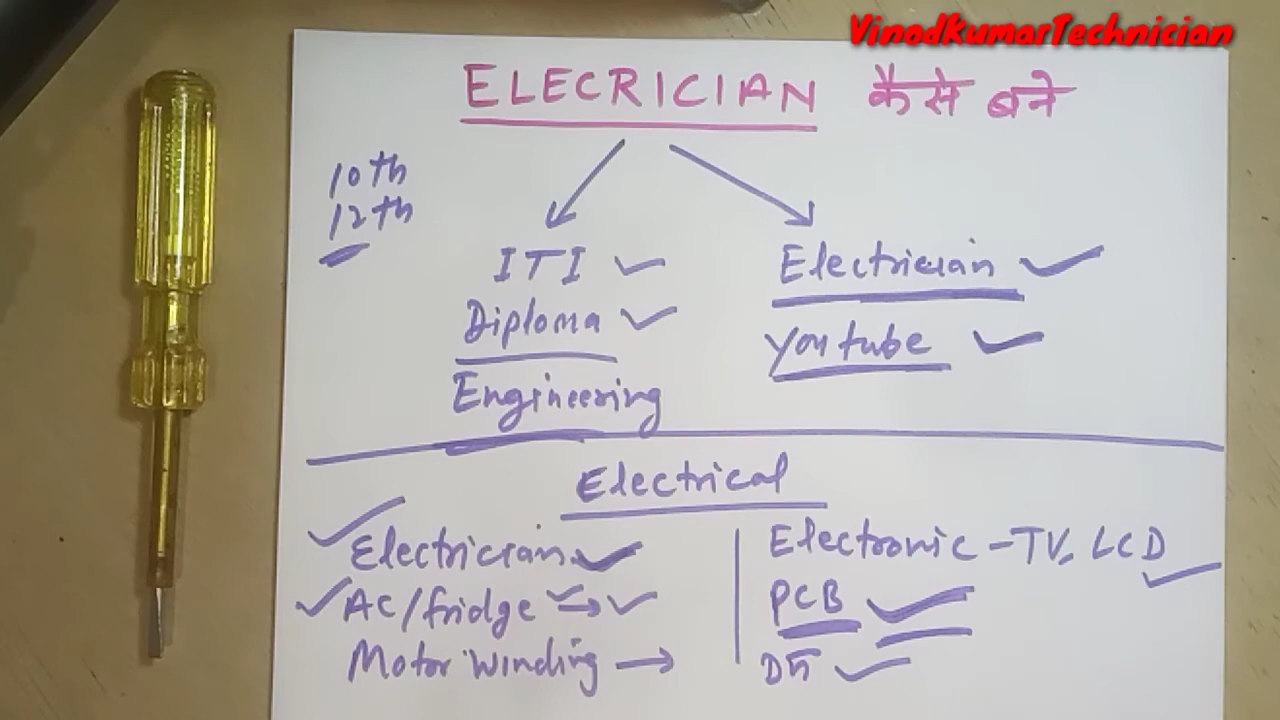 VinodKumarTechnician
ELECRICIAN कैसे बने
10th
12th
ITI
Diploma
Engineering
Electrician
Youtube
Electrical
Electrician
AC/fridge
Motor winding
Electronic - TV, LCD
PCB